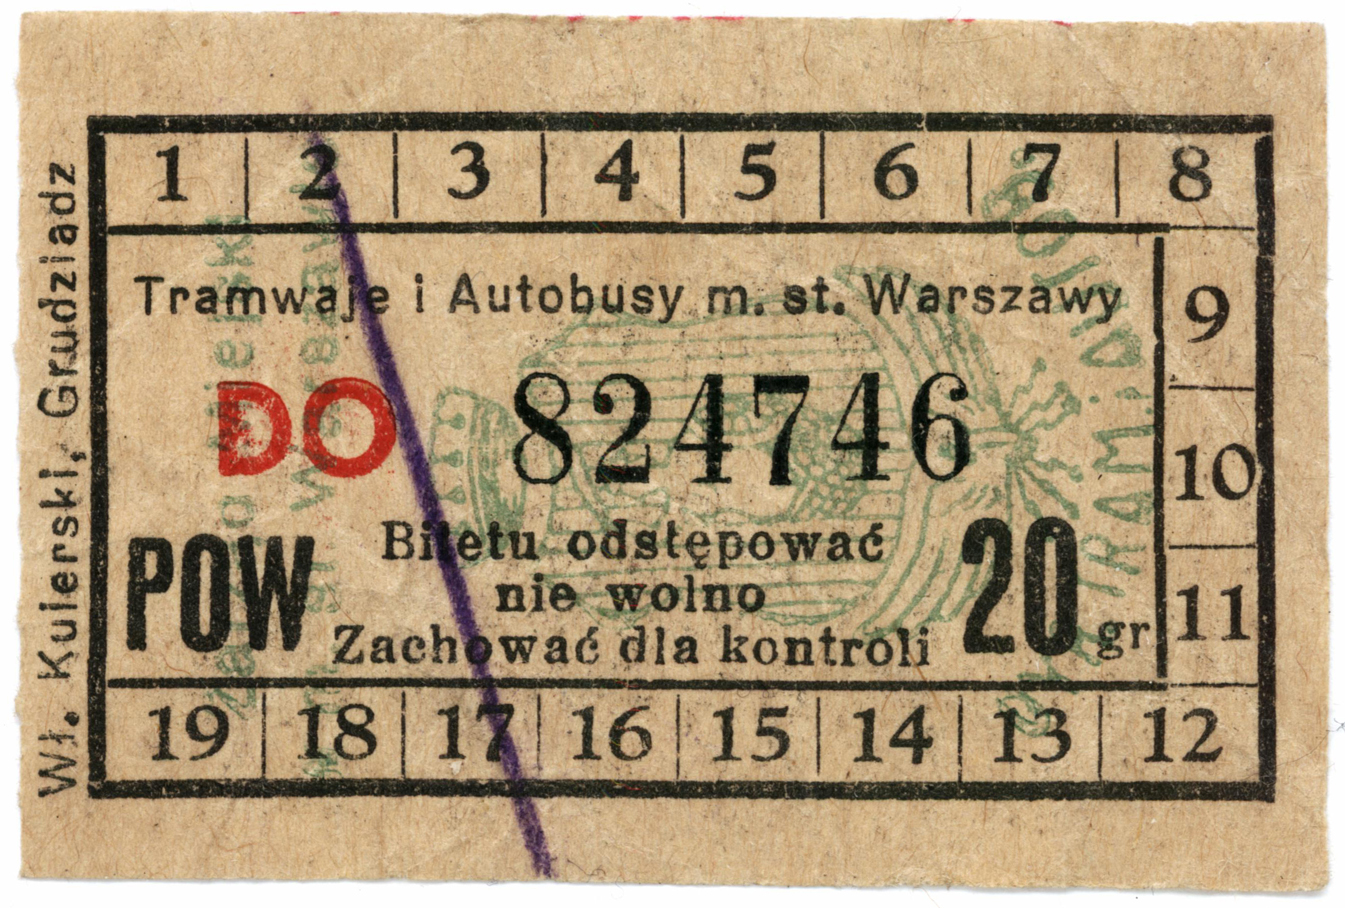 1 2 3 4 5 6 7 8
Tramwaje i Autobusy m. st. Warszawy
9
DO 824746
10
POW
Biletu odstępować
nie wolno
Zachować dla kontroli
20 gr
11
19 18 17 16 15 14 13 12
Wł. Kulerski, Grudziadz